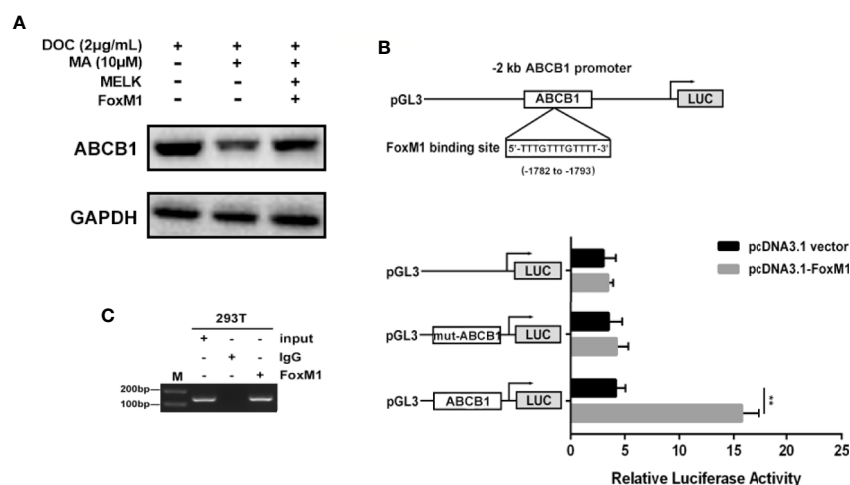 A
DOC (2μg/mL) + + +
MA (10μM) - + +
MELK - - +
FoxM1 - - +
ABCB1
GAPDH
B
-2 kb ABCB1 promoter
pGL3 ABCB1 LUC
FoxM1 binding site 5'-TTTGTTTGTTTT-3'
(-1782 to -1793)
pcDNA3.1 vector
pcDNA3.1-FoxM1
pGL3 LUC
pGL3 mut-ABCB1 LUC
pGL3 ABCB1 LUC
**
0 5 10 15 20 25
Relative Luciferase Activity
C
293T
+ - - input
- + - IgG
M - - + FoxM1
200bp
100bp